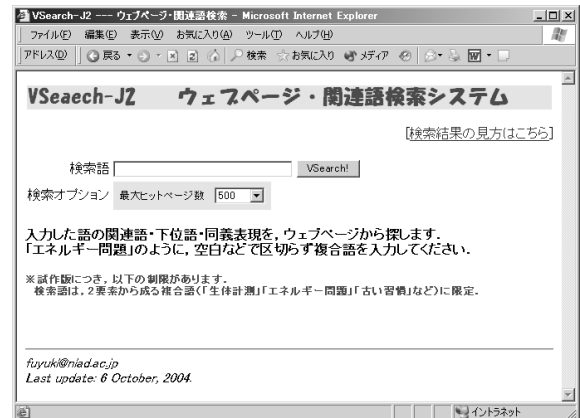 VSearch-J2 --- ウェブページ・関連語検索 - Microsoft Internet Explorer
ファイル(F) 編集(E) 表示(V) お気に入り(A) ツール(T) ヘルプ(H)
アドレス(D) 戻る 検索 お気に入り メディア
VSeaech-J2 ウェブページ・関連語検索システム
[検索結果の見方はこちら]
検索語 VSearch!
検索オプション 最大ヒットページ数 500
入力した語の関連語・下位語・同義表現を，ウェブページから探します．
「エネルギー問題」のように，空白などで区切らず複合語を入力してください．
※試作版につき，以下の制限があります．
検索語は，2要素から成る複合語(「生体計測」「エネルギー問題」「古い習慣」など)に限定．
fuyuki@niad.ac.jp
Last update: 6 October, 2004.
イントラネット